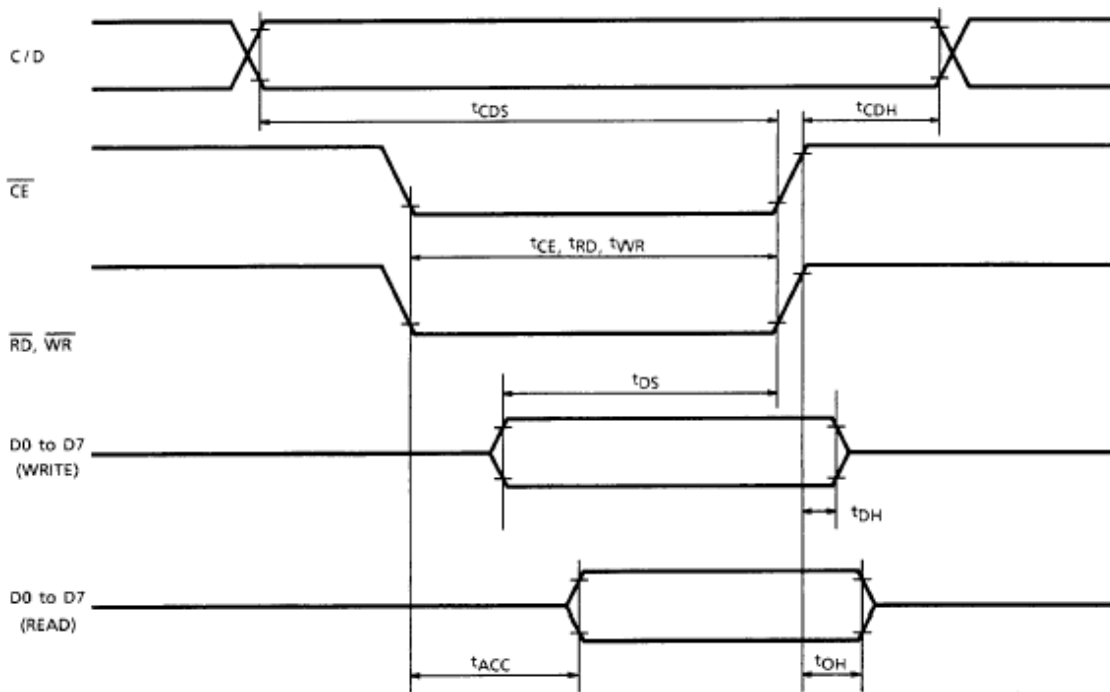 C/D
tCDS
tCDH
CE
tCE, tRD, tWR
RD, WR
tDS
D0 to D7
(WRITE)
tDH
D0 to D7
(READ)
tACC
tOH